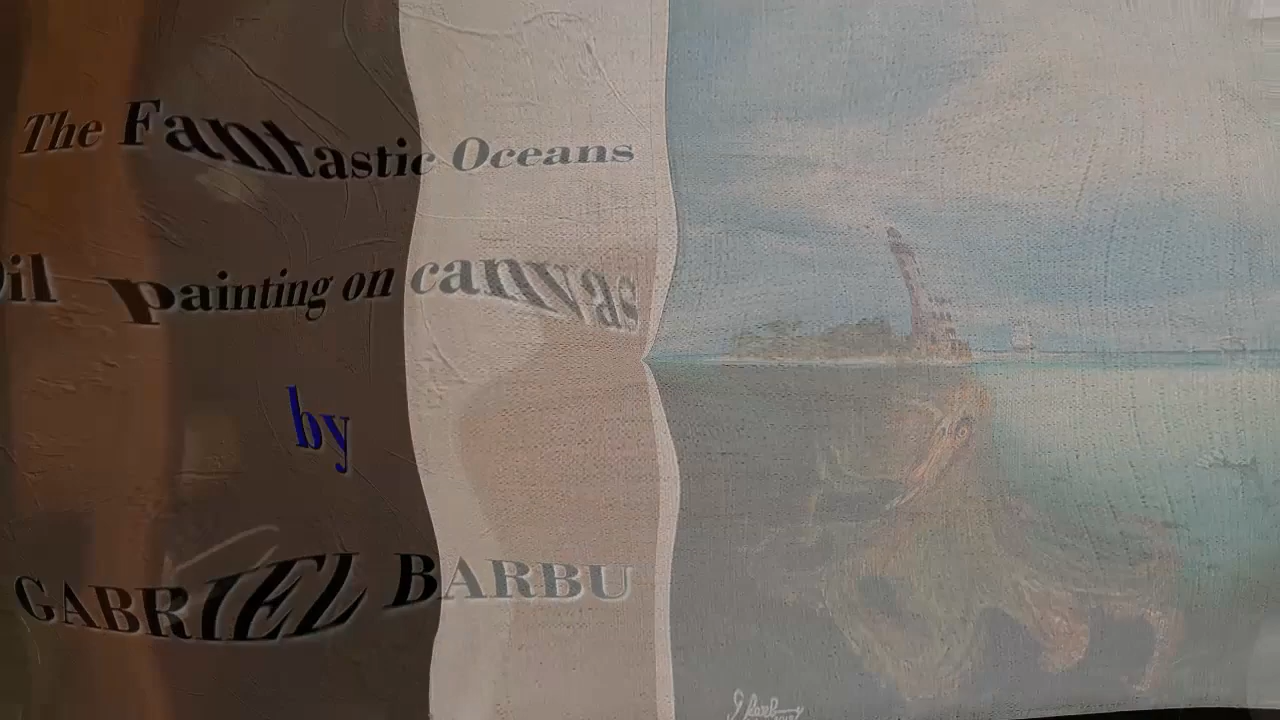 The Fantastic Oceans
Oil painting on canvas
by
GABRIEL BARBU